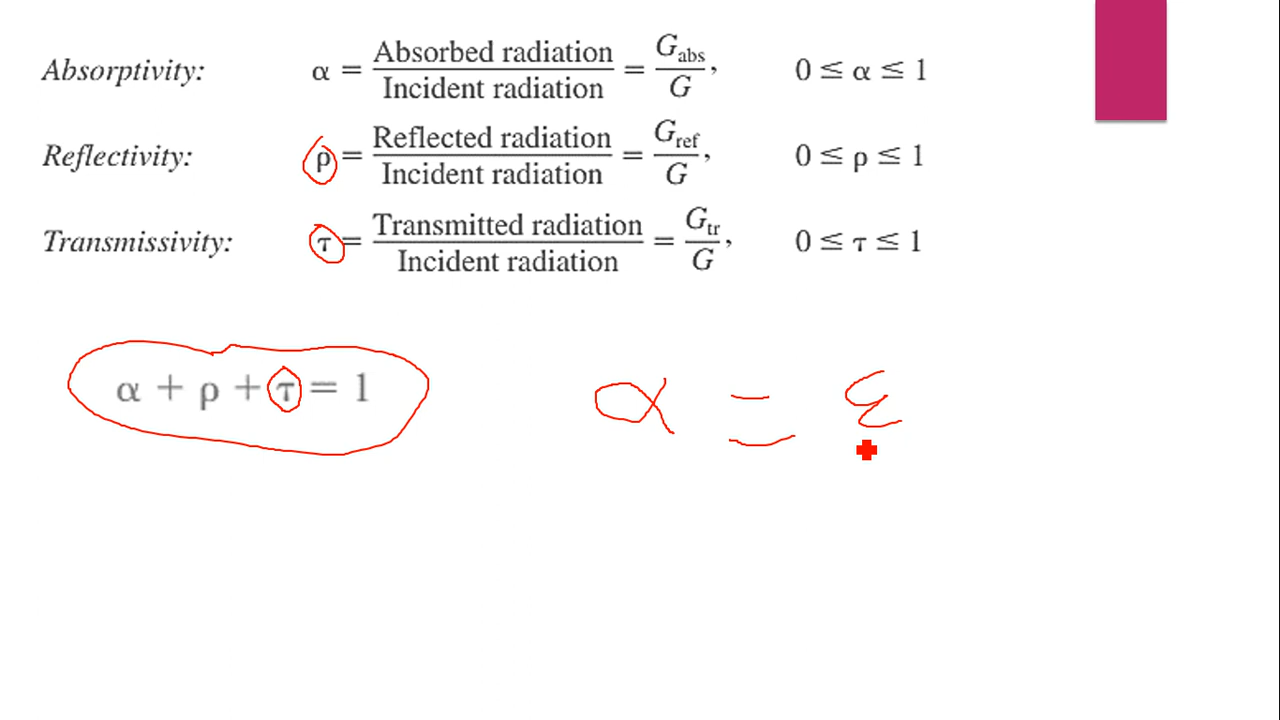 Absorptivity: α = Absorbed radiation / Incident radiation = G_abs / G, 0 ≤ α ≤ 1
Reflectivity: ρ = Reflected radiation / Incident radiation = G_ref / G, 0 ≤ ρ ≤ 1
Transmissivity: τ = Transmitted radiation / Incident radiation = G_tr / G, 0 ≤ τ ≤ 1
α + ρ + τ = 1
α = ε